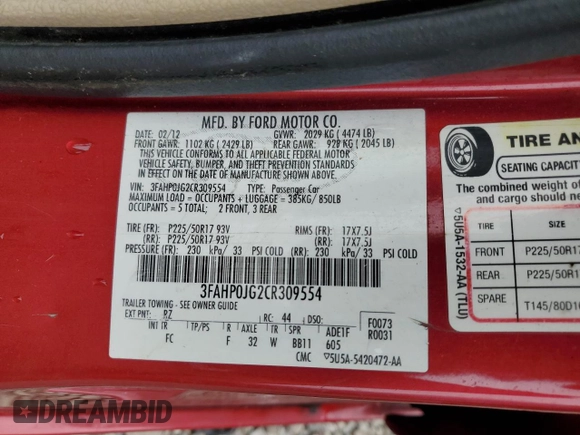 MFD. BY FORD MOTOR CO.
02/12 GVWR: 2029 KG ( 4474 LB)
FRONT GAWR: 1102 KG ( 2429 LB) REAR GAWR: 928 KG ( 2045 LB)
THIS VEHICLE CONFORMS TO ALL APPLICABLE FEDERAL MOTOR
VEHICLE SAFETY, BUMPER, AND THEFT PREVENTION STANDARDS
IN EFFECT ON THE DATE OF MANUFACTURE SHOWN ABOVE.
VIN: 3FAHP0JG2CR309554 TYPE: Passenger Car
MAXIMUM LOAD = OCCUPANTS + LUGGAGE = 385KG/ 850LB
OCCUPANTS = 5 TOTAL; 2 FRONT, 3 REAR
TIRE (FR): P225/50R17 93V RIMS (FR): 17X7.5J
(RR): P225/50R17 93V (RR): 17X7.5J
PRESSURE (FR): 230 kPa/ 33 PSI COLD (RR): 230 kPa/ 33 PSI COLD
3FAHP0JG2CR309554
TRAILER TOWING - SEE OWNER GUIDE
EXT PNT: RZ RC: 44 DSO: F0073
R0031
INT TR TP/PS R AXLE TR SPR ADE1F
FC F 32 W BB11 605
CMC ▽5U5A-5420472-AA
TIRE AN
SEATING CAPACITY
The combined weight of
and cargo should ne
TIRE SIZE
FRONT P225/50R17
REAR P225/50R1
SPARE T145/80D1
▽5U5A-1532-AA (TLU)
DREAMBID